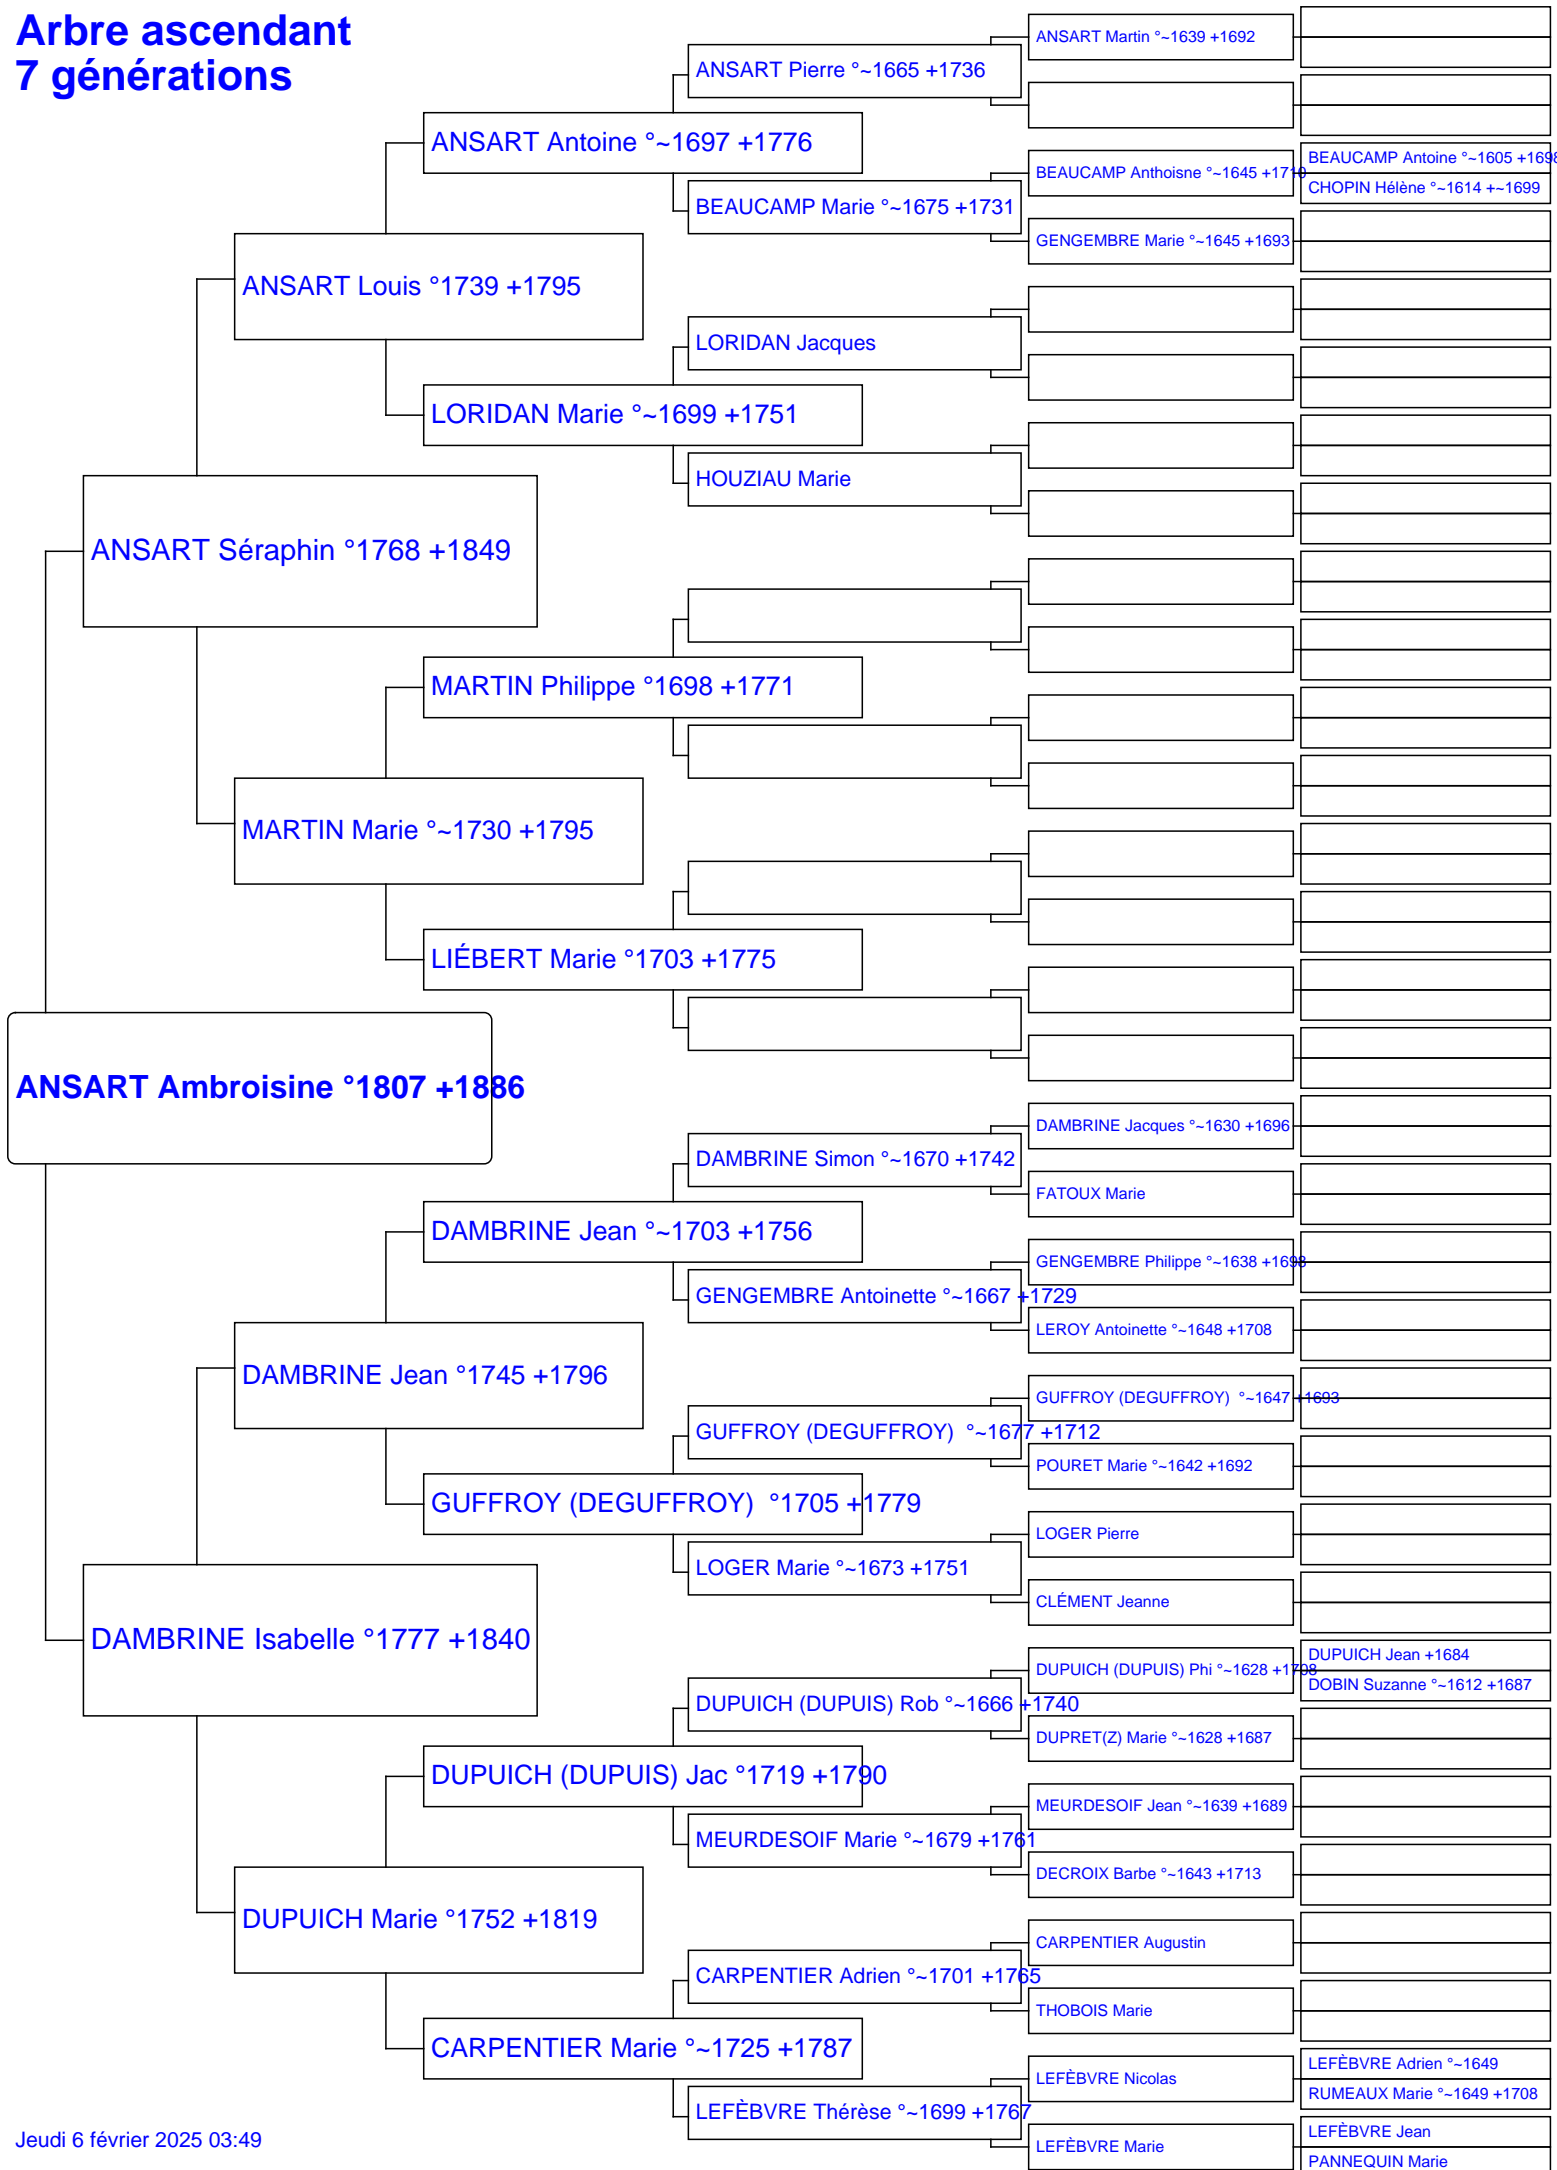 Arbre ascendant
7 générations
ANSART Martin °~1639 +1692
ANSART Pierre °~1665 +1736
ANSART Antoine °~1697 +1776
BEAUCAMP Antoine °~1605 +1698
BEAUCAMP Anthoisne °~1645 +1710
CHOPIN Hélène °~1614 +~1699
BEAUCAMP Marie °~1675 +1731
GENGEMBRE Marie °~1645 +1693
ANSART Louis °1739 +1795
LORIDAN Jacques
LORIDAN Marie °~1699 +1751
HOUZIAU Marie
ANSART Séraphin °1768 +1849
MARTIN Philippe °1698 +1771
MARTIN Marie °~1730 +1795
LIÉBERT Marie °1703 +1775
ANSART Ambroisine °1807 +1886
DAMBRINE Jacques °~1630 +1696
DAMBRINE Simon °~1670 +1742
FATOUX Marie
DAMBRINE Jean °~1703 +1756
GENGEMBRE Philippe °~1638 +1698
GENGEMBRE Antoinette °~1667 +1729
LEROY Antoinette °~1648 +1708
DAMBRINE Jean °1745 +1796
GUFFROY (DEGUFFROY)  °~1647 +1693
GUFFROY (DEGUFFROY)  °~1677 +1712
POURET Marie °~1642 +1692
GUFFROY (DEGUFFROY)  °1705 +1779
LOGER Pierre
LOGER Marie °~1673 +1751
CLÉMENT Jeanne
DAMBRINE Isabelle °1777 +1840
DUPUICH Jean +1684
DUPUICH (DUPUIS) Phi °~1628 +1708
DOBIN Suzanne °~1612 +1687
DUPUICH (DUPUIS) Rob °~1666 +1740
DUPRET(Z) Marie °~1628 +1687
DUPUICH (DUPUIS) Jac °1719 +1790
MEURDESOIF Jean °~1639 +1689
MEURDESOIF Marie °~1679 +1761
DECROIX Barbe °~1643 +1713
DUPUICH Marie °1752 +1819
CARPENTIER Augustin
CARPENTIER Adrien °~1701 +1765
THOBOIS Marie
CARPENTIER Marie °~1725 +1787
LEFÈBVRE Adrien °~1649
LEFÈBVRE Nicolas
RUMEAUX Marie °~1649 +1708
LEFÈBVRE Thérèse °~1699 +1767
LEFÈBVRE Jean
LEFÈBVRE Marie
PANNEQUIN Marie
Jeudi 6 février 2025 03:49